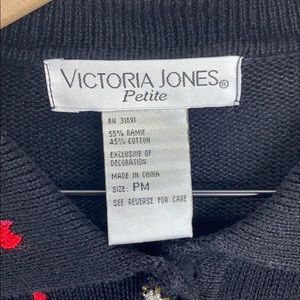 VICTORIA JONES®
Petite
RN 31091
55% RAMIE
45% COTTON
EXCLUSIVE OF
DECORATION
MADE IN CHINA
SIZE: PM
SEE REVERSE FOR CARE